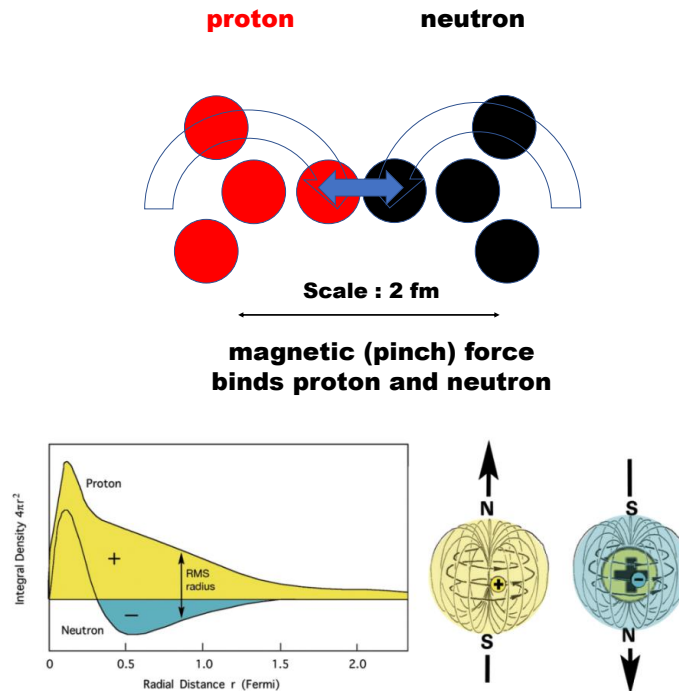 proton
neutron
Scale : 2 fm
magnetic (pinch) force
binds proton and neutron
Integral Density 4πr²
Proton
+
RMS
radius
−
Neutron
0
0.5
1.0
1.5
2.0
Radial Distance r (Fermi)
N
+
S
S
−
N